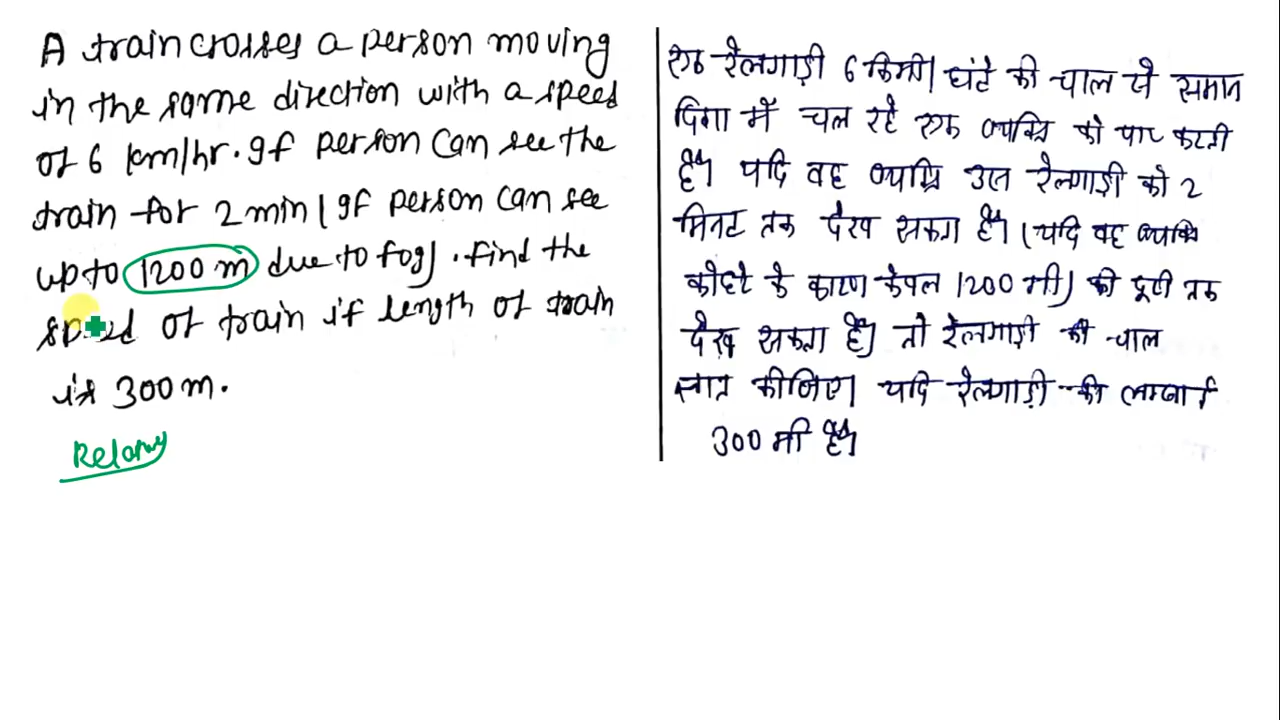 A train crosses a person moving
in the same direction with a speed
of 6 km/hr. If person can see the
train for 2 min (If person can see
up to 1200 m due to fog). find the
speed of train if length of train
is 300 m.
एक रेलगाड़ी 6 किमी/घंटे की चाल से समान
दिशा में चल रहे एक व्यक्ति को पार करती
है। यदि वह व्यक्ति उस रेलगाड़ी को 2
मिनट तक देख सकता है। (यदि वह व्यक्ति
कोहरे के कारण केवल 1200 मी) की दूरी तक
देख सकता है) तो रेलगाड़ी की चाल
ज्ञात कीजिए। यदि रेलगाड़ी की लम्बाई
300 मी है।